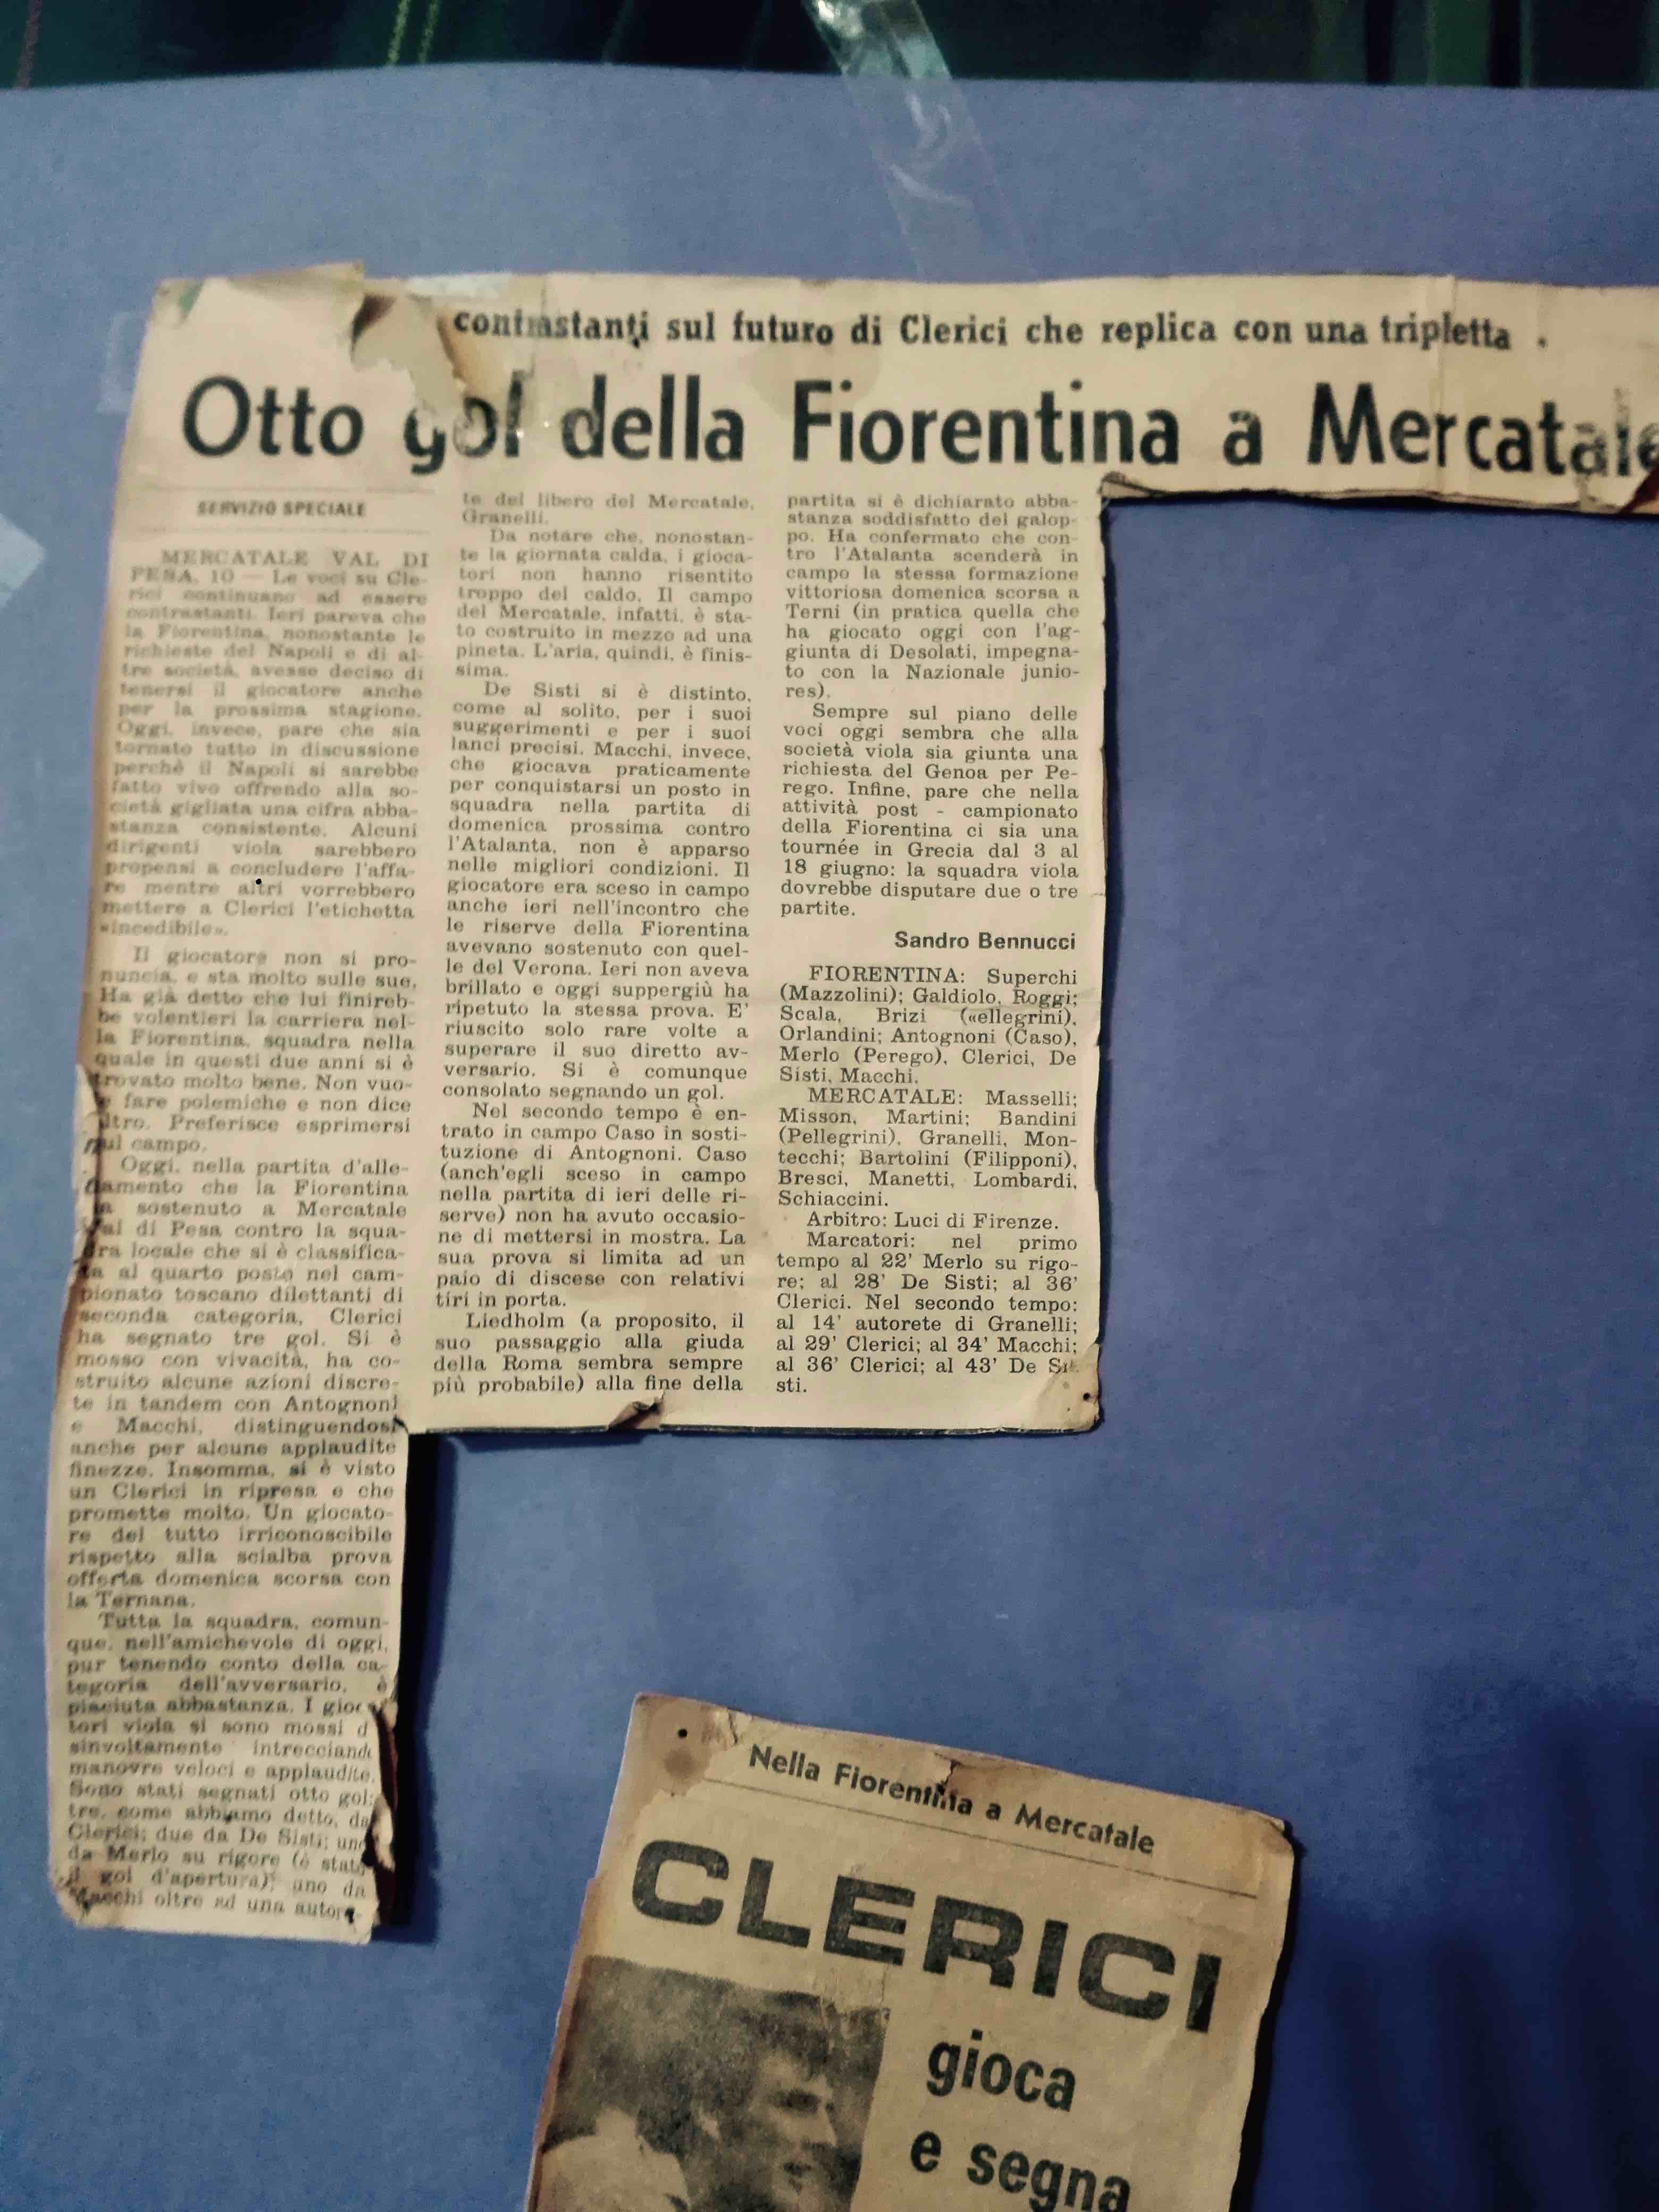 contrastanti sul futuro di Clerici che replica con una tripletta .
Otto gol della Fiorentina a Mercatale
SERVIZIO SPECIALE
MERCATALE VAL DI
PESA, 10 — Le voci su Cle-
rici continuano ad essere
contrastanti. Ieri pareva che
la Fiorentina, nonostante le
richieste del Napoli e di al-
tre società, avesse deciso di
tenersi il giocatore anche
per la prossima stagione.
Oggi, invece, pare che sia
tornato tutto in discussione
perchè il Napoli si sarebbe
fatto vivo offrendo alla so-
cietà gigliata una cifra abba-
stanza consistente. Alcuni
dirigenti viola sarebbero
propensi a concludere l'affa-
re mentre altri vorrebbero
mettere a Clerici l'etichetta
«incedibile».
Il giocatore non si pro-
nuncia, e sta molto sulle sue.
Ha già detto che lui finireb-
be volentieri la carriera nel-
la Fiorentina, squadra nella
quale in questi due anni si è
trovato molto bene. Non vuo-
le fare polemiche e non dice
altro. Preferisce esprimersi
sul campo.
Oggi, nella partita d'alle-
namento che la Fiorentina
ha sostenuto a Mercatale
Val di Pesa contro la squa-
dra locale che si è classifica-
ta al quarto posto nel cam-
pionato toscano dilettanti di
seconda categoria, Clerici
ha segnato tre gol. Si è
mosso con vivacità, ha co-
struito alcune azioni discre-
te in tandem con Antognoni
e Macchi, distinguendosi
anche per alcune applaudite
finezze. Insomma, si è visto
un Clerici in ripresa e che
promette molto. Un giocato-
re del tutto irriconoscibile
rispetto alla scialba prova
offerta domenica scorsa con
la Ternana.
Tutta la squadra, comun-
que, nell'amichevole di oggi,
pur tenendo conto della ca-
tegoria dell'avversario, è
piaciuta abbastanza. I gioca
tori viola si sono mossi d
sinvoltamente intrecciando
manovre veloci e applaudite.
Sono stati segnati otto gol:
tre, come abbiamo detto, da
Clerici; due da De Sisti; uno
da Merlo su rigore (è stato
il gol d'apertura); uno da
Macchi oltre ad una autore-
te del libero del Mercatale,
Granelli.
Da notare che, nonostan-
te la giornata calda, i gioca-
tori non hanno risentito
troppo del caldo. Il campo
del Mercatale, infatti, è sta-
to costruito in mezzo ad una
pineta. L'aria, quindi, è finis-
sima.
De Sisti si è distinto,
come al solito, per i suoi
suggerimenti e per i suoi
lanci precisi. Macchi, invece,
che giocava praticamente
per conquistarsi un posto in
squadra nella partita di
domenica prossima contro
l'Atalanta, non è apparso
nelle migliori condizioni. Il
giocatore era sceso in campo
anche ieri nell'incontro che
le riserve della Fiorentina
avevano sostenuto con quel-
le del Verona. Ieri non aveva
brillato e oggi suppergiù ha
ripetuto la stessa prova. E'
riuscito solo rare volte a
superare il suo diretto av-
versario. Si è comunque
consolato segnando un gol.
Nel secondo tempo è en-
trato in campo Caso in sosti-
tuzione di Antognoni. Caso
(anch'egli sceso in campo
nella partita di ieri delle ri-
serve) non ha avuto occasio-
ne di mettersi in mostra. La
sua prova si limita ad un
paio di discese con relativi
tiri in porta.
Liedholm (a proposito, il
suo passaggio alla giuda
della Roma sembra sempre
più probabile) alla fine della
partita si è dichiarato abba-
stanza soddisfatto del galop-
po. Ha confermato che con-
tro l'Atalanta scenderà in
campo la stessa formazione
vittoriosa domenica scorsa a
Terni (in pratica quella che
ha giocato oggi con l'ag-
giunta di Desolati, impegna-
to con la Nazionale junio-
res).
Sempre sul piano delle
voci oggi sembra che alla
società viola sia giunta una
richiesta del Genoa per Pe-
rego. Infine, pare che nella
attività post - campionato
della Fiorentina ci sia una
tournée in Grecia dal 3 al
18 giugno: la squadra viola
dovrebbe disputare due o tre
partite.
Sandro Bennucci
FIORENTINA: Superchi
(Mazzolini); Galdiolo, Roggi;
Scala, Brizi («ellegrini),
Orlandini; Antognoni (Caso),
Merlo (Perego), Clerici, De
Sisti, Macchi.
MERCATALE: Masselli;
Misson, Martini; Bandini
(Pellegrini), Granelli, Mon-
tecchi; Bartolini (Filipponi),
Bresci, Manetti, Lombardi,
Schiaccini.
Arbitro: Luci di Firenze.
Marcatori: nel primo
tempo al 22' Merlo su rigo-
re; al 28' De Sisti; al 36'
Clerici. Nel secondo tempo:
al 14' autorete di Granelli;
al 29' Clerici; al 34' Macchi;
al 36' Clerici; al 43' De Si-
sti.
Nella Fiorentina a Mercatale
CLERICI
gioca
e segna